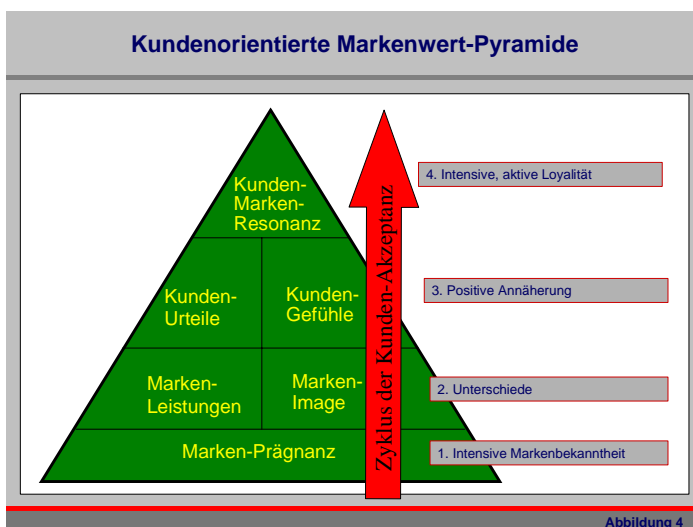 Kundenorientierte Markenwert-Pyramide
Kunden-
Marken-
Resonanz
4. Intensive, aktive Loyalität
Kunden-
Urteile
Kunden-
Gefühle
3. Positive Annäherung
Marken-
Leistungen
Marken-
Image
2. Unterschiede
Marken-Prägnanz
1. Intensive Markenbekanntheit
Zyklus der Kunden-Akzeptanz
Abbildung 4